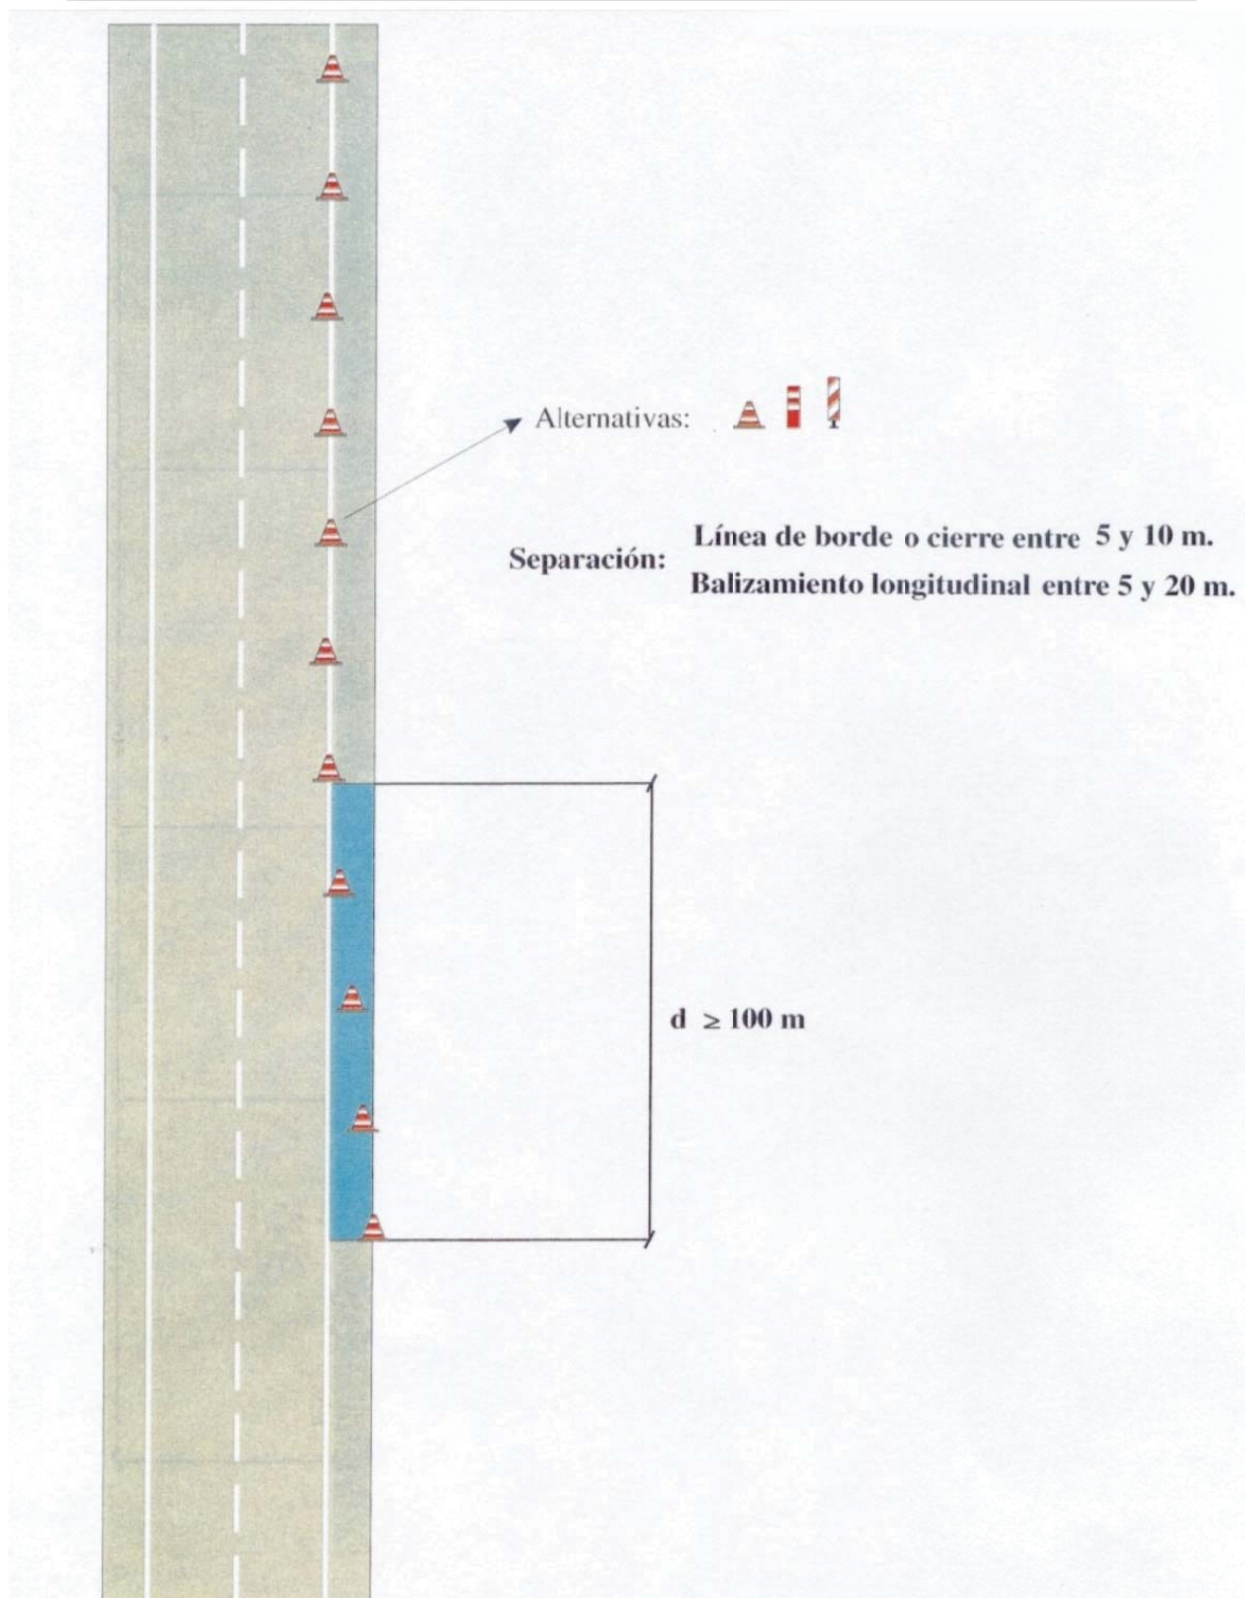 Alternativas:
Línea de borde o cierre entre 5 y 10 m.
Separación:
Balizamiento longitudinal entre 5 y 20 m.
d ≥ 100 m